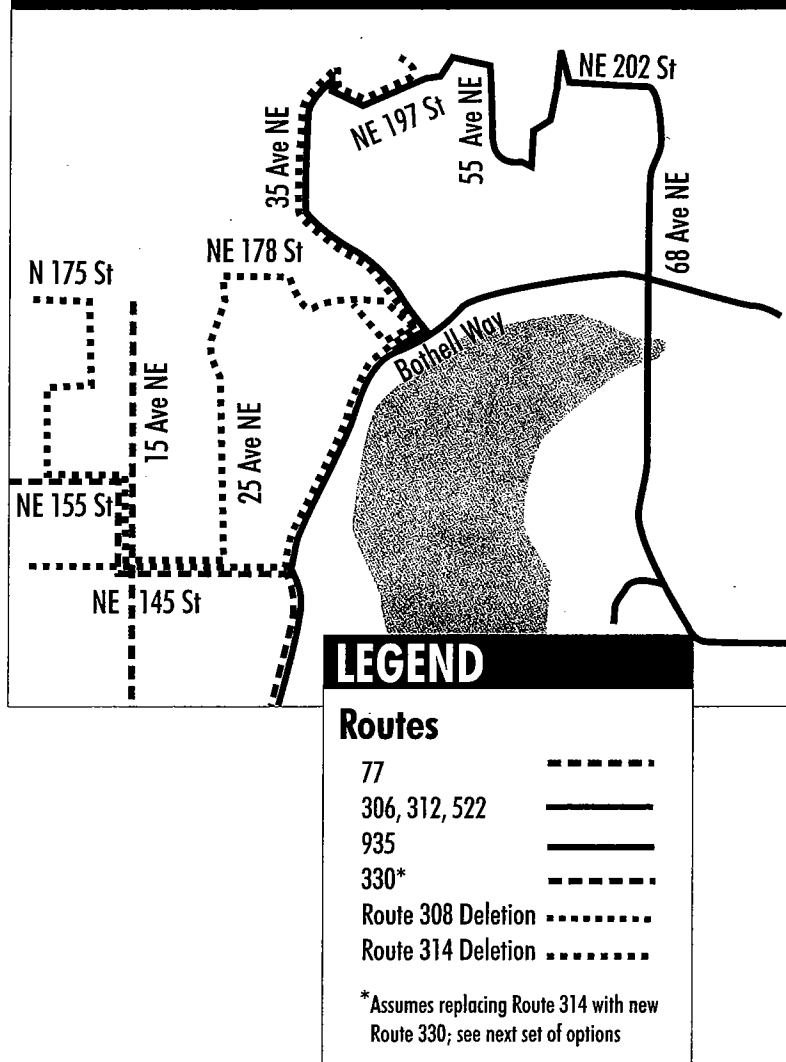 NE 202 St
NE 197 St
55 Ave NE
35 Ave NE
68 Ave NE
NE 178 St
N 175 St
Bothell Way
15 Ave NE
25 Ave NE
NE 155 St
NE 145 St
LEGEND
Routes
77
306, 312, 522
935
330*
Route 308 Deletion
Route 314 Deletion
*Assumes replacing Route 314 with new
Route 330; see next set of options